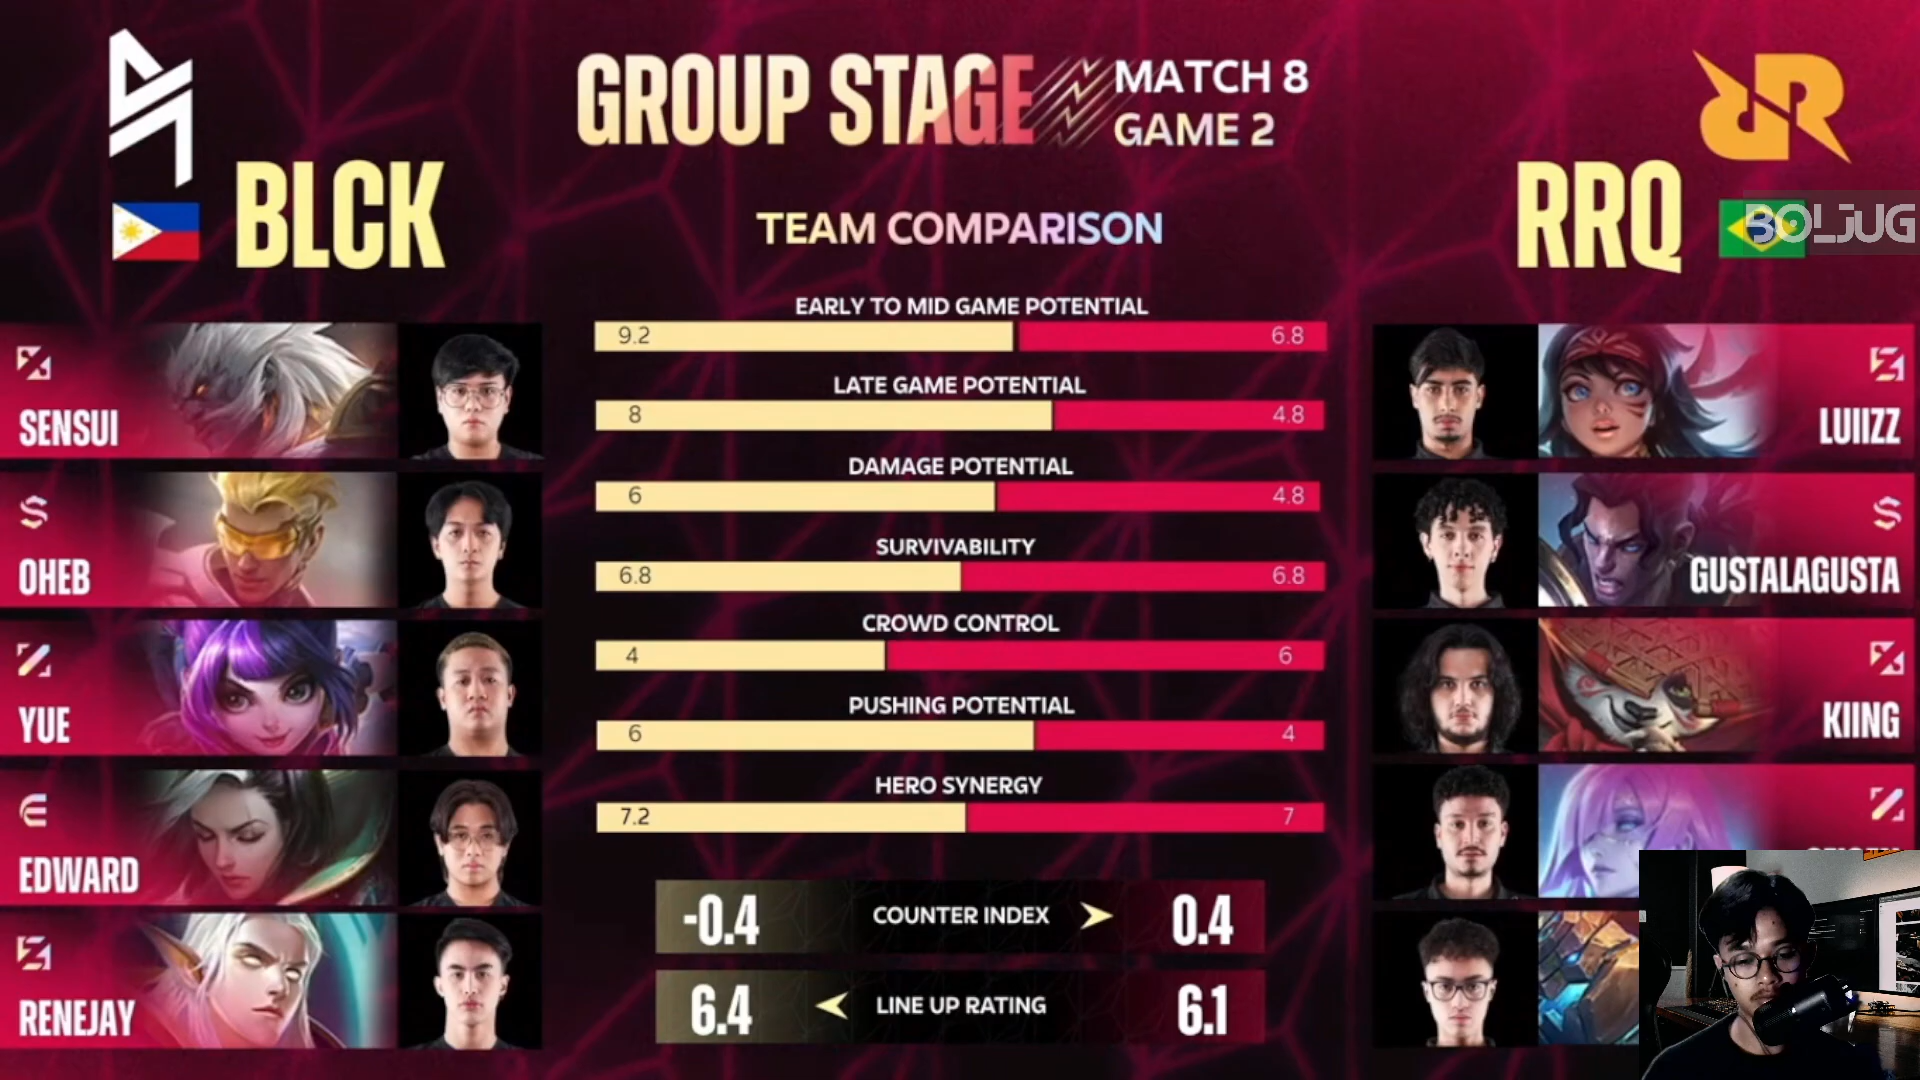 GROUP STAGE
MATCH 8
GAME 2
BLCK
RRQ
BOLJUG
TEAM COMPARISON
EARLY TO MID GAME POTENTIAL
9.2 6.8
LATE GAME POTENTIAL
8 4.8
DAMAGE POTENTIAL
6 4.8
SURVIVABILITY
6.8 6.8
CROWD CONTROL
4 6
PUSHING POTENTIAL
6 4
HERO SYNERGY
7.2 7
-0.4 COUNTER INDEX 0.4
6.4 LINE UP RATING 6.1
SENSUI
OHEB
YUE
EDWARD
RENEJAY
LUIIZZ
GUSTALAGUSTA
KIING